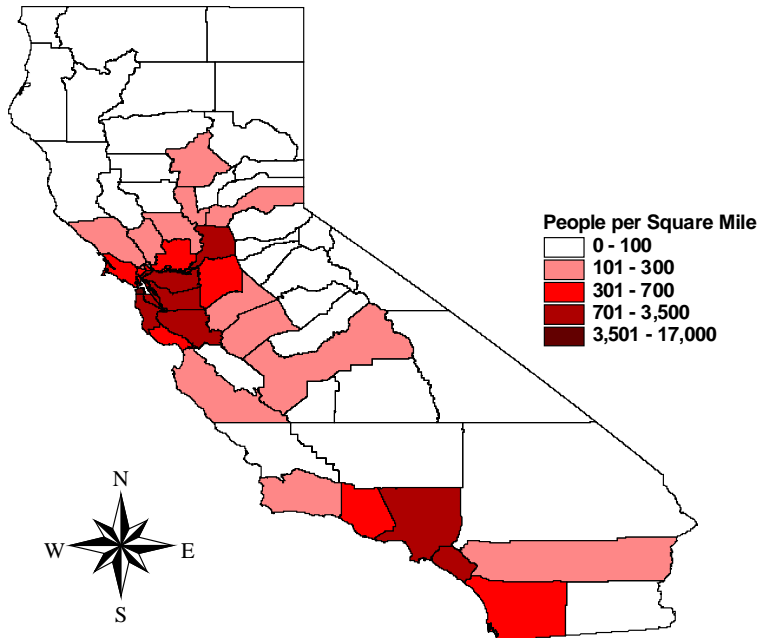 People per Square Mile
0 - 100
101 - 300
301 - 700
701 - 3,500
3,501 - 17,000
N
W E
S